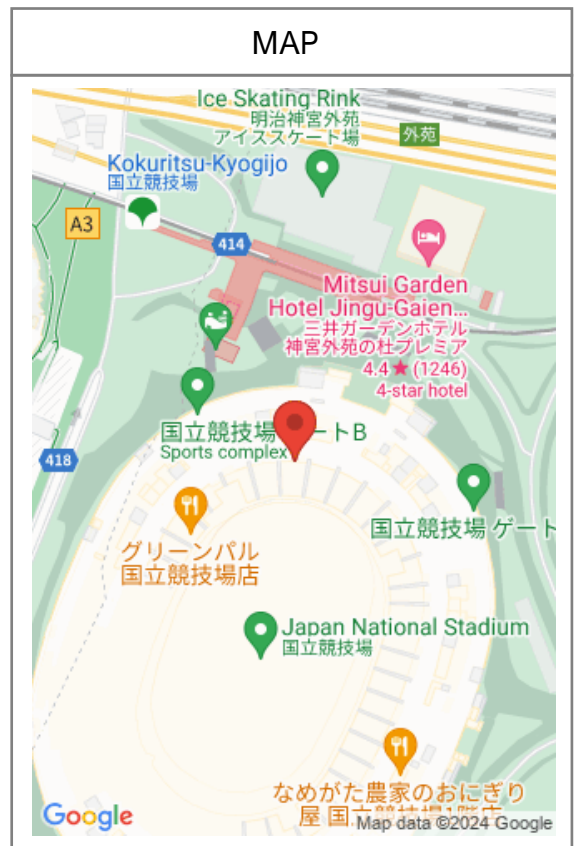 MAP
Ice Skating Rink
明治神宮外苑
アイススケート場
外苑
Kokuritsu-Kyogijo
国立競技場
A3
414
Mitsui Garden
Hotel Jingu-Gaien...
三井ガーデンホテル
神宮外苑の杜プレミア
4.4★(1246)
4-star hotel
国立競技場 ートB
Sports complex
418
国立競技場 ゲート
グリーンパル
国立競技場店
Japan National Stadium
国立競技場
なめがた農家のおにぎり
屋 国
Google
Map data ©2024 Google